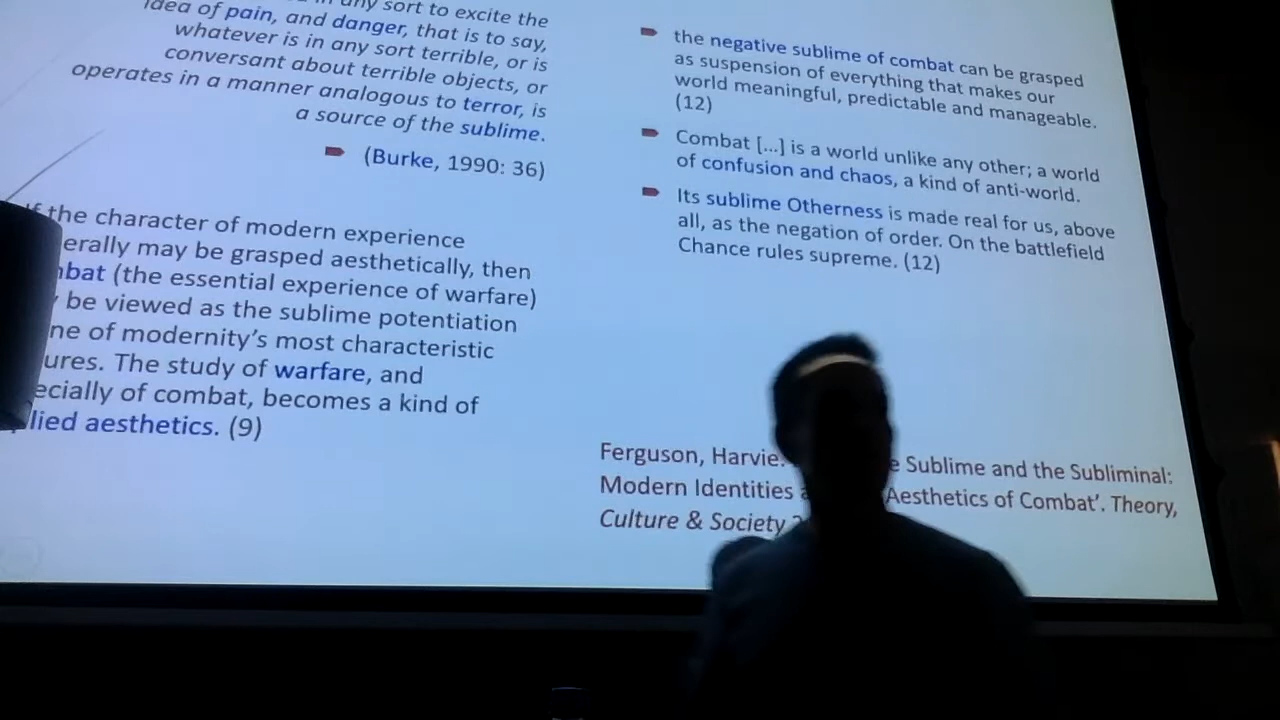 any sort to excite the
idea of pain, and danger, that is to say,
whatever is in any sort terrible, or is
conversant about terrible objects, or
operates in a manner analogous to terror, is
a source of the sublime.
(Burke, 1990: 36)
If the character of modern experience
erally may be grasped aesthetically, then
bat (the essential experience of warfare)
be viewed as the sublime potentiation
ne of modernity's most characteristic
ures. The study of warfare, and
ecially of combat, becomes a kind of
lied aesthetics. (9)
the negative sublime of combat can be grasped
as suspension of everything that makes our
world meaningful, predictable and manageable.
(12)
Combat [...] is a world unlike any other; a world
of confusion and chaos, a kind of anti-world.
Its sublime Otherness is made real for us, above
all, as the negation of order. On the battlefield
Chance rules supreme. (12)
Ferguson, Harvie. e Sublime and the Subliminal:
Modern Identities Aesthetics of Combat'. Theory,
Culture & Society